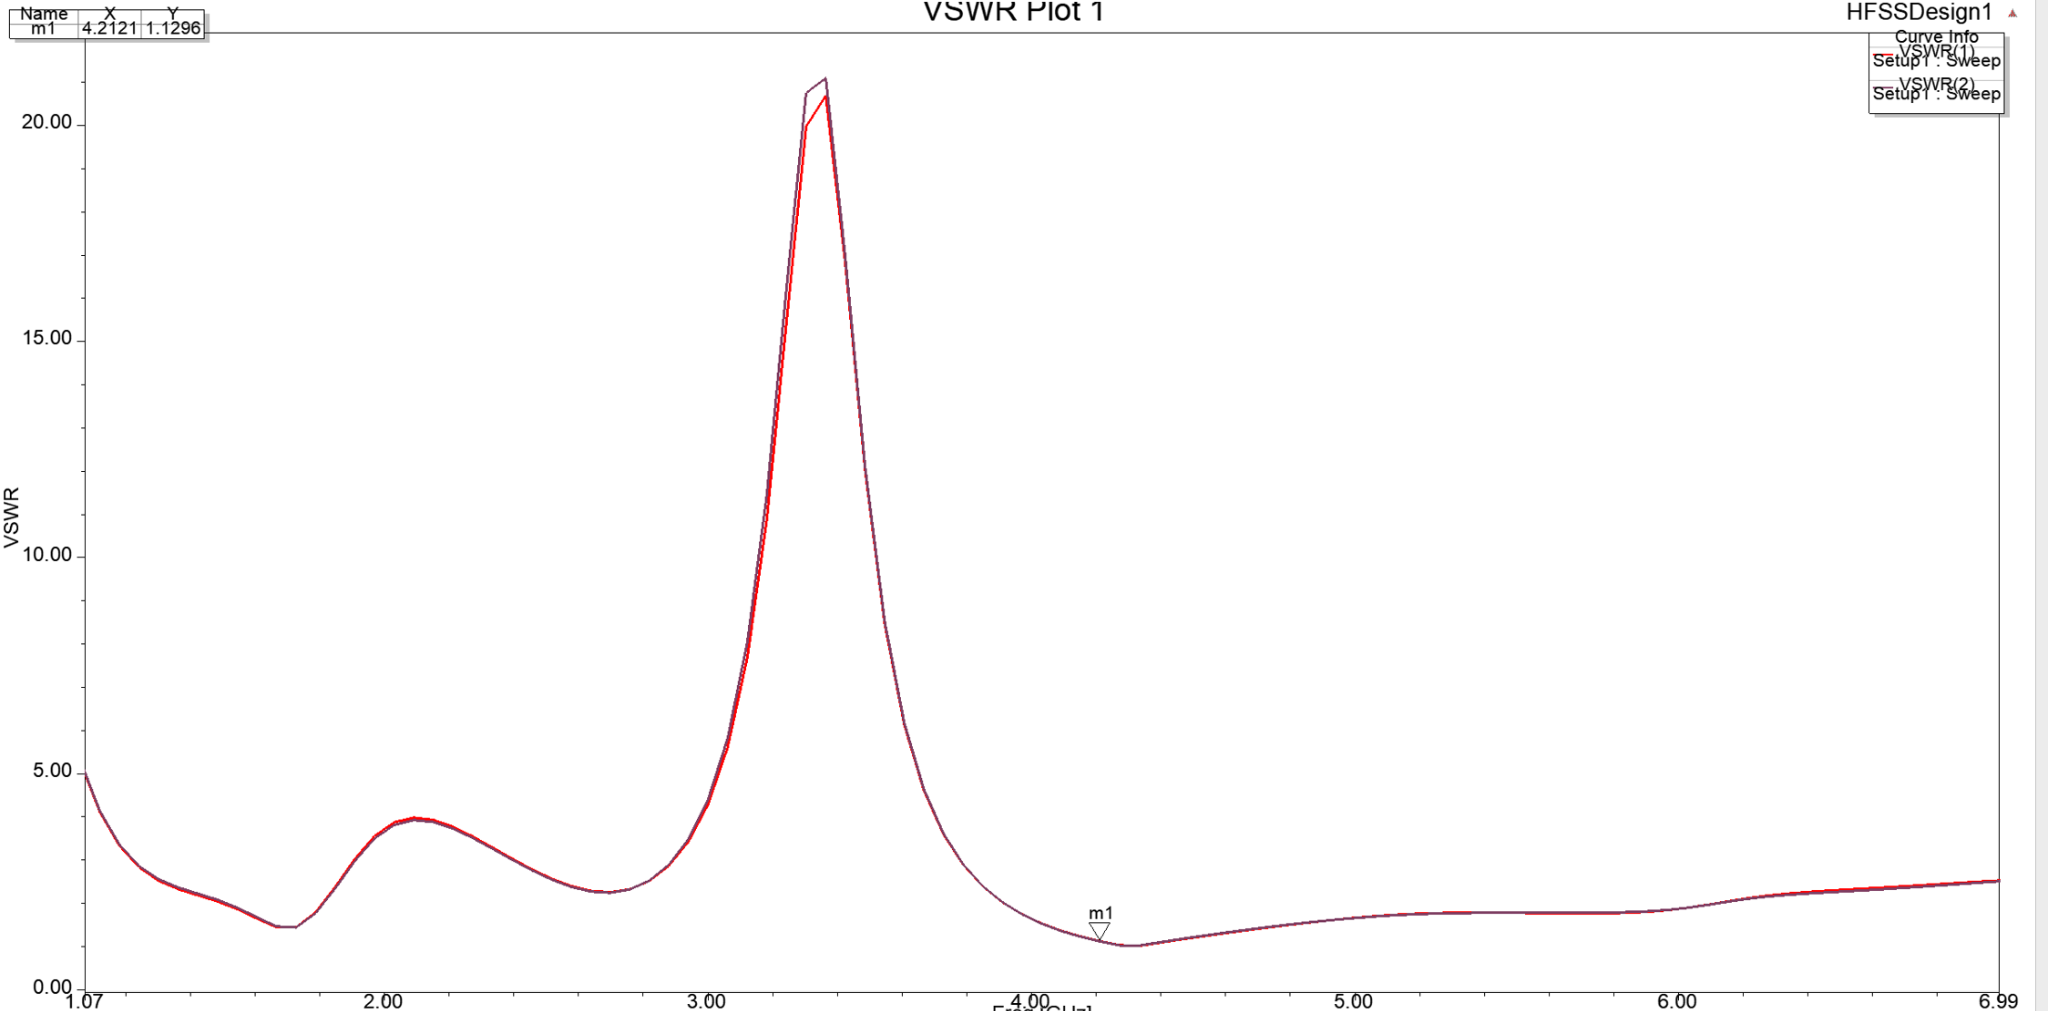 VSWR Plot 1
HFSSDesign1
Name X Y
m1 4.2121 1.1296
Curve Info
VSWR(1)
Setup1 : Sweep
VSWR(2)
Setup1 : Sweep
20.00
15.00
10.00
5.00
0.00
VSWR
m1
1.07 2.00 3.00 4.00 5.00 6.00 6.99
Freq [GHz]